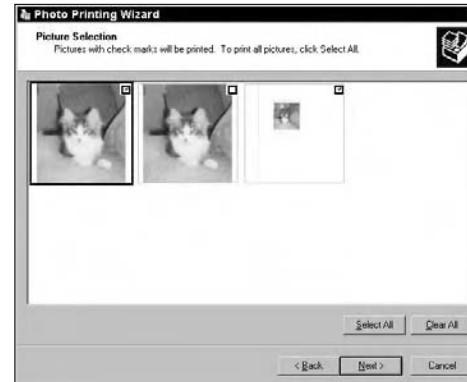 Photo Printing Wizard
Picture Selection
Pictures with check marks will be printed. To print all pictures, click Select All.
Select All
Clear All
< Back
Next >
Cancel